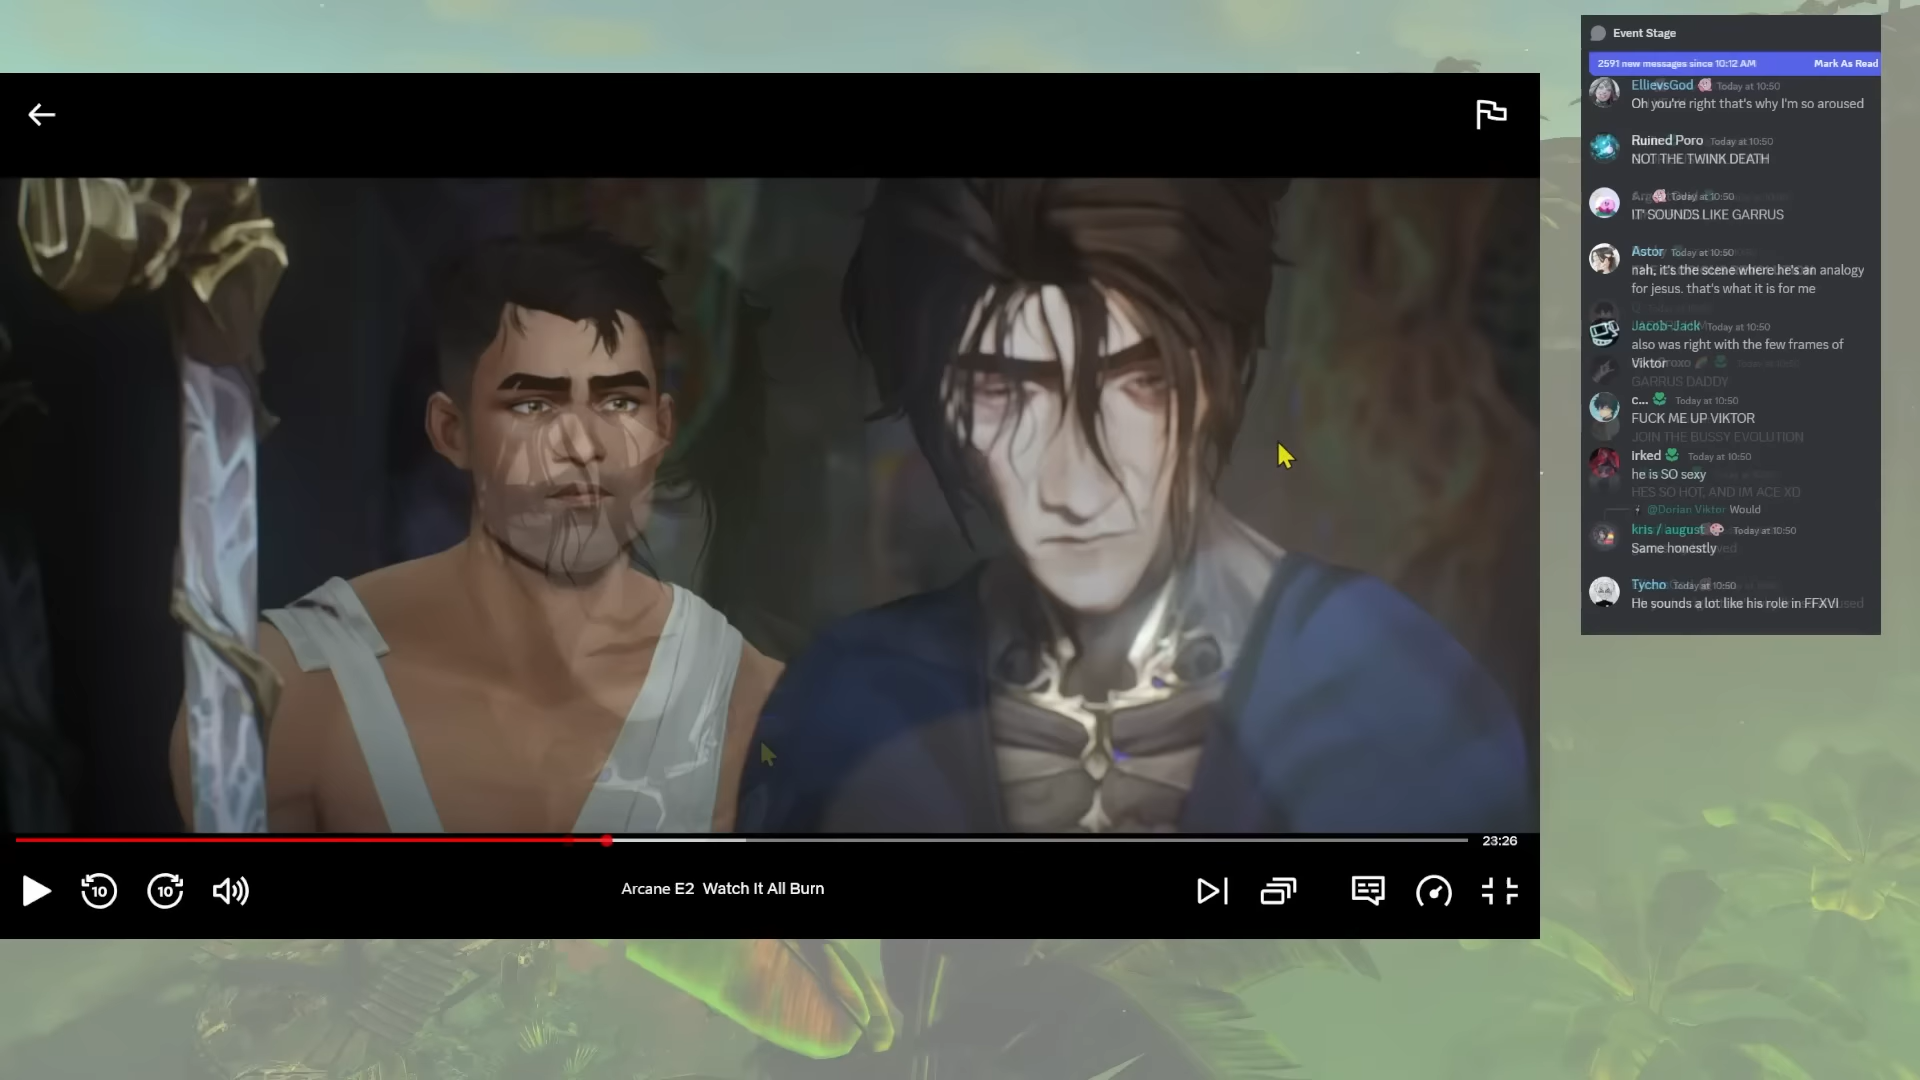 Event Stage
2591 new messages since 10:12 AM Mark As Read
EllievsGod Today at 10:50
Oh you're right that's why I'm so aroused
Ruined Poro Today at 10:50
NOT THE TWINK DEATH
Today at 10:50
IT SOUNDS LIKE GARRUS
Astor Today at 10:50
nah, it's the scene where he's an analogy
for jesus. that's what it is for me
Jacob-Jack Today at 10:50
also was right with the few frames of
Viktor
GARRUS DADDY
c... Today at 10:50
FUCK ME UP VIKTOR
JOIN THE BUSSY EVOLUTION
irked Today at 10:50
he is SO sexy
HES SO HOT, AND IM ACE XD
@Dorian Viktor Would
kris / august Today at 10:50
Same honestly
Tycho Today at 10:50
He sounds a lot like his role in FFXVI
23:26
10 10
Arcane E2 Watch It All Burn